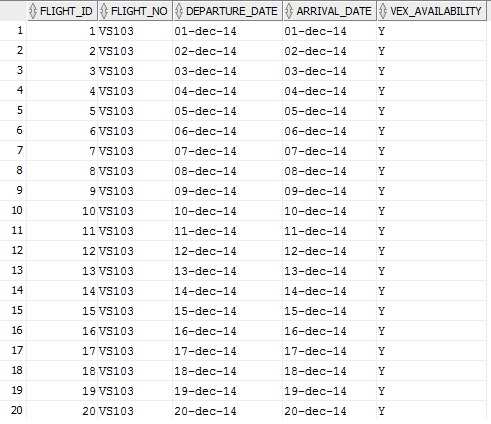 FLIGHT_ID FLIGHT_NO DEPARTURE_DATE ARRIVAL_DATE VEX_AVAILABILITY
1 1 VS103 01-dec-14 01-dec-14 Y
2 2 VS103 02-dec-14 02-dec-14 Y
3 3 VS103 03-dec-14 03-dec-14 Y
4 4 VS103 04-dec-14 04-dec-14 Y
5 5 VS103 05-dec-14 05-dec-14 Y
6 6 VS103 06-dec-14 06-dec-14 Y
7 7 VS103 07-dec-14 07-dec-14 Y
8 8 VS103 08-dec-14 08-dec-14 Y
9 9 VS103 09-dec-14 09-dec-14 Y
10 10 VS103 10-dec-14 10-dec-14 Y
11 11 VS103 11-dec-14 11-dec-14 Y
12 12 VS103 12-dec-14 12-dec-14 Y
13 13 VS103 13-dec-14 13-dec-14 Y
14 14 VS103 14-dec-14 14-dec-14 Y
15 15 VS103 15-dec-14 15-dec-14 Y
16 16 VS103 16-dec-14 16-dec-14 Y
17 17 VS103 17-dec-14 17-dec-14 Y
18 18 VS103 18-dec-14 18-dec-14 Y
19 19 VS103 19-dec-14 19-dec-14 Y
20 20 VS103 20-dec-14 20-dec-14 Y